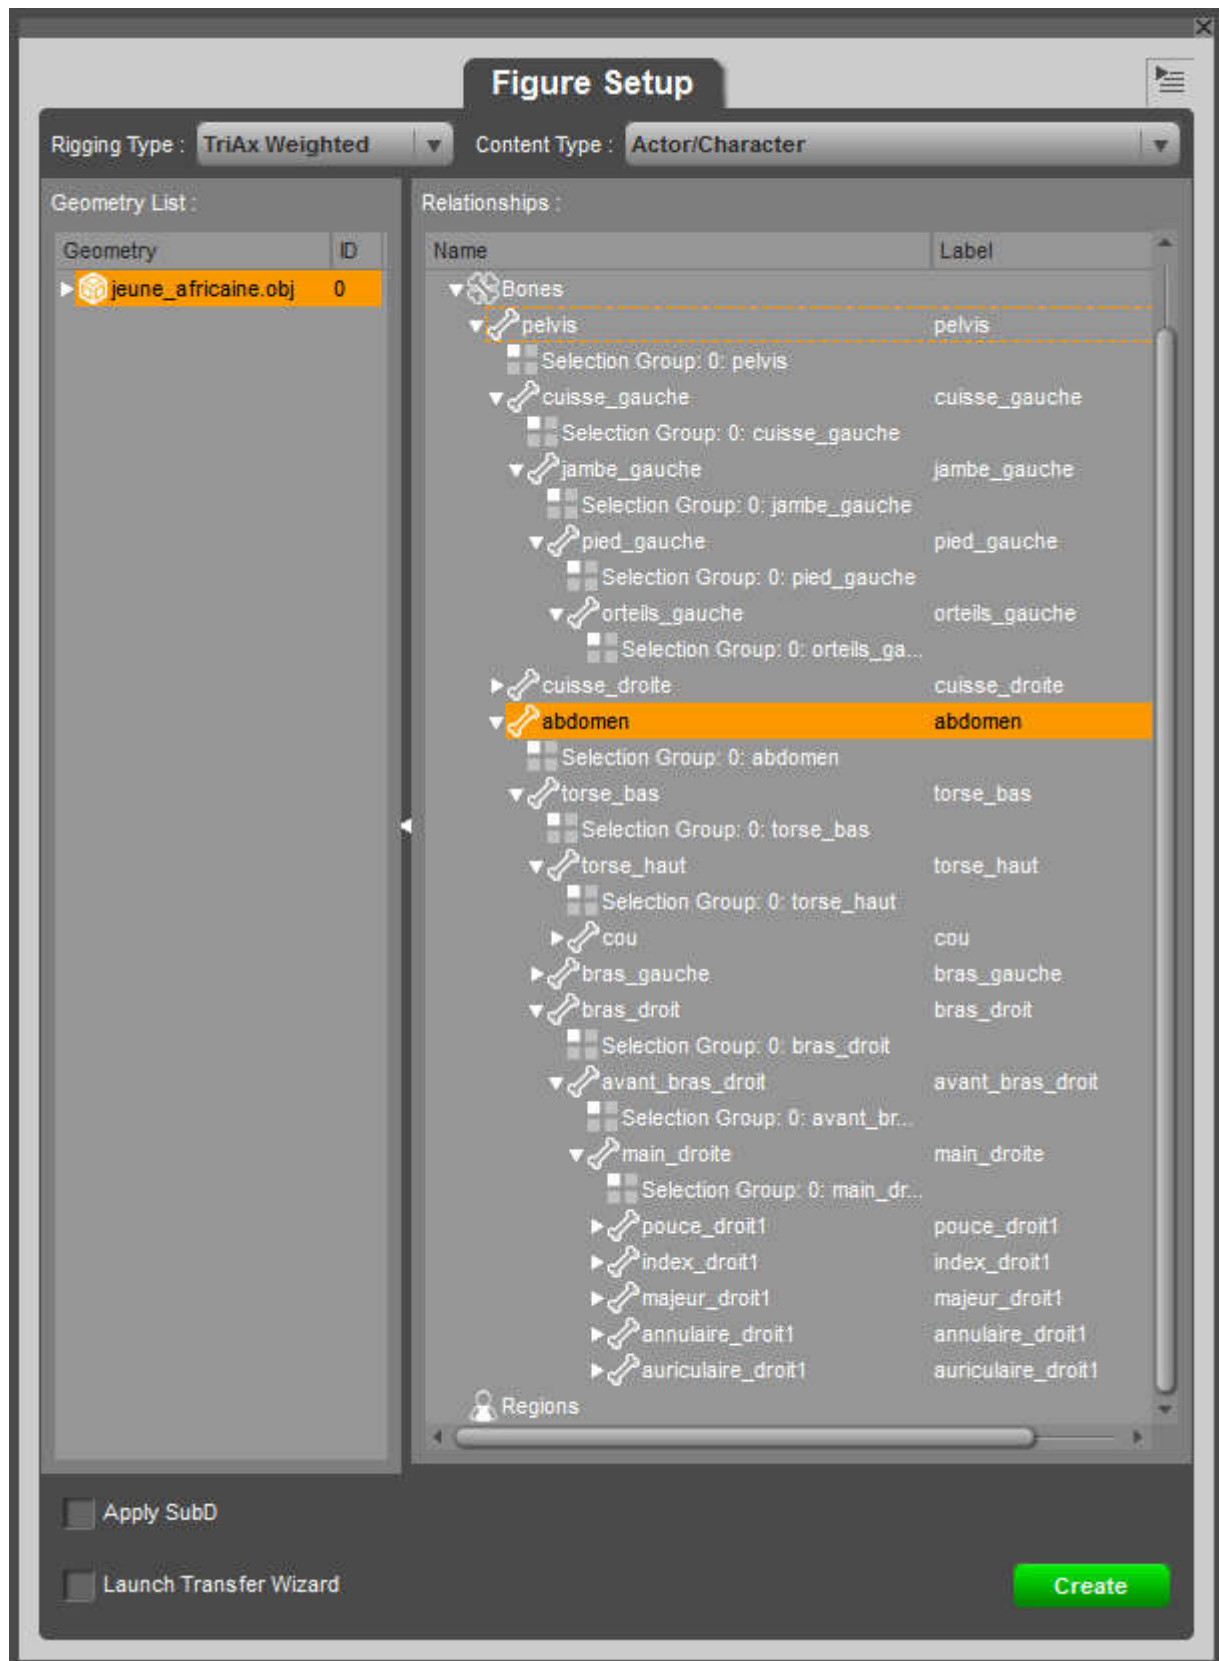 Figure Setup
Rigging Type : TriAx Weighted Content Type : Actor/Character
Geometry List : Relationships :
Geometry ID Name Label
jeune_africaine.obj 0 Bones
pelvis pelvis
Selection Group: 0: pelvis
cuisse_gauche cuisse_gauche
Selection Group: 0: cuisse_gauche
jambe_gauche jambe_gauche
Selection Group: 0: jambe_gauche
pied_gauche pied_gauche
Selection Group: 0: pied_gauche
orteils_gauche orteils_gauche
Selection Group: 0: orteils_ga...
cuisse_droite cuisse_droite
abdomen abdomen
Selection Group: 0: abdomen
torse_bas torse_bas
Selection Group: 0: torse_bas
torse_haut torse_haut
Selection Group: 0: torse_haut
cou cou
bras_gauche bras_gauche
bras_droit bras_droit
Selection Group: 0: bras_droit
avant_bras_droit avant_bras_droit
Selection Group: 0: avant_br...
main_droite main_droite
Selection Group: 0: main_dr...
pouce_droit1 pouce_droit1
index_droit1 index_droit1
majeur_droit1 majeur_droit1
annulaire_droit1 annulaire_droit1
auriculaire_droit1 auriculaire_droit1
Regions
Apply SubD
Launch Transfer Wizard Create